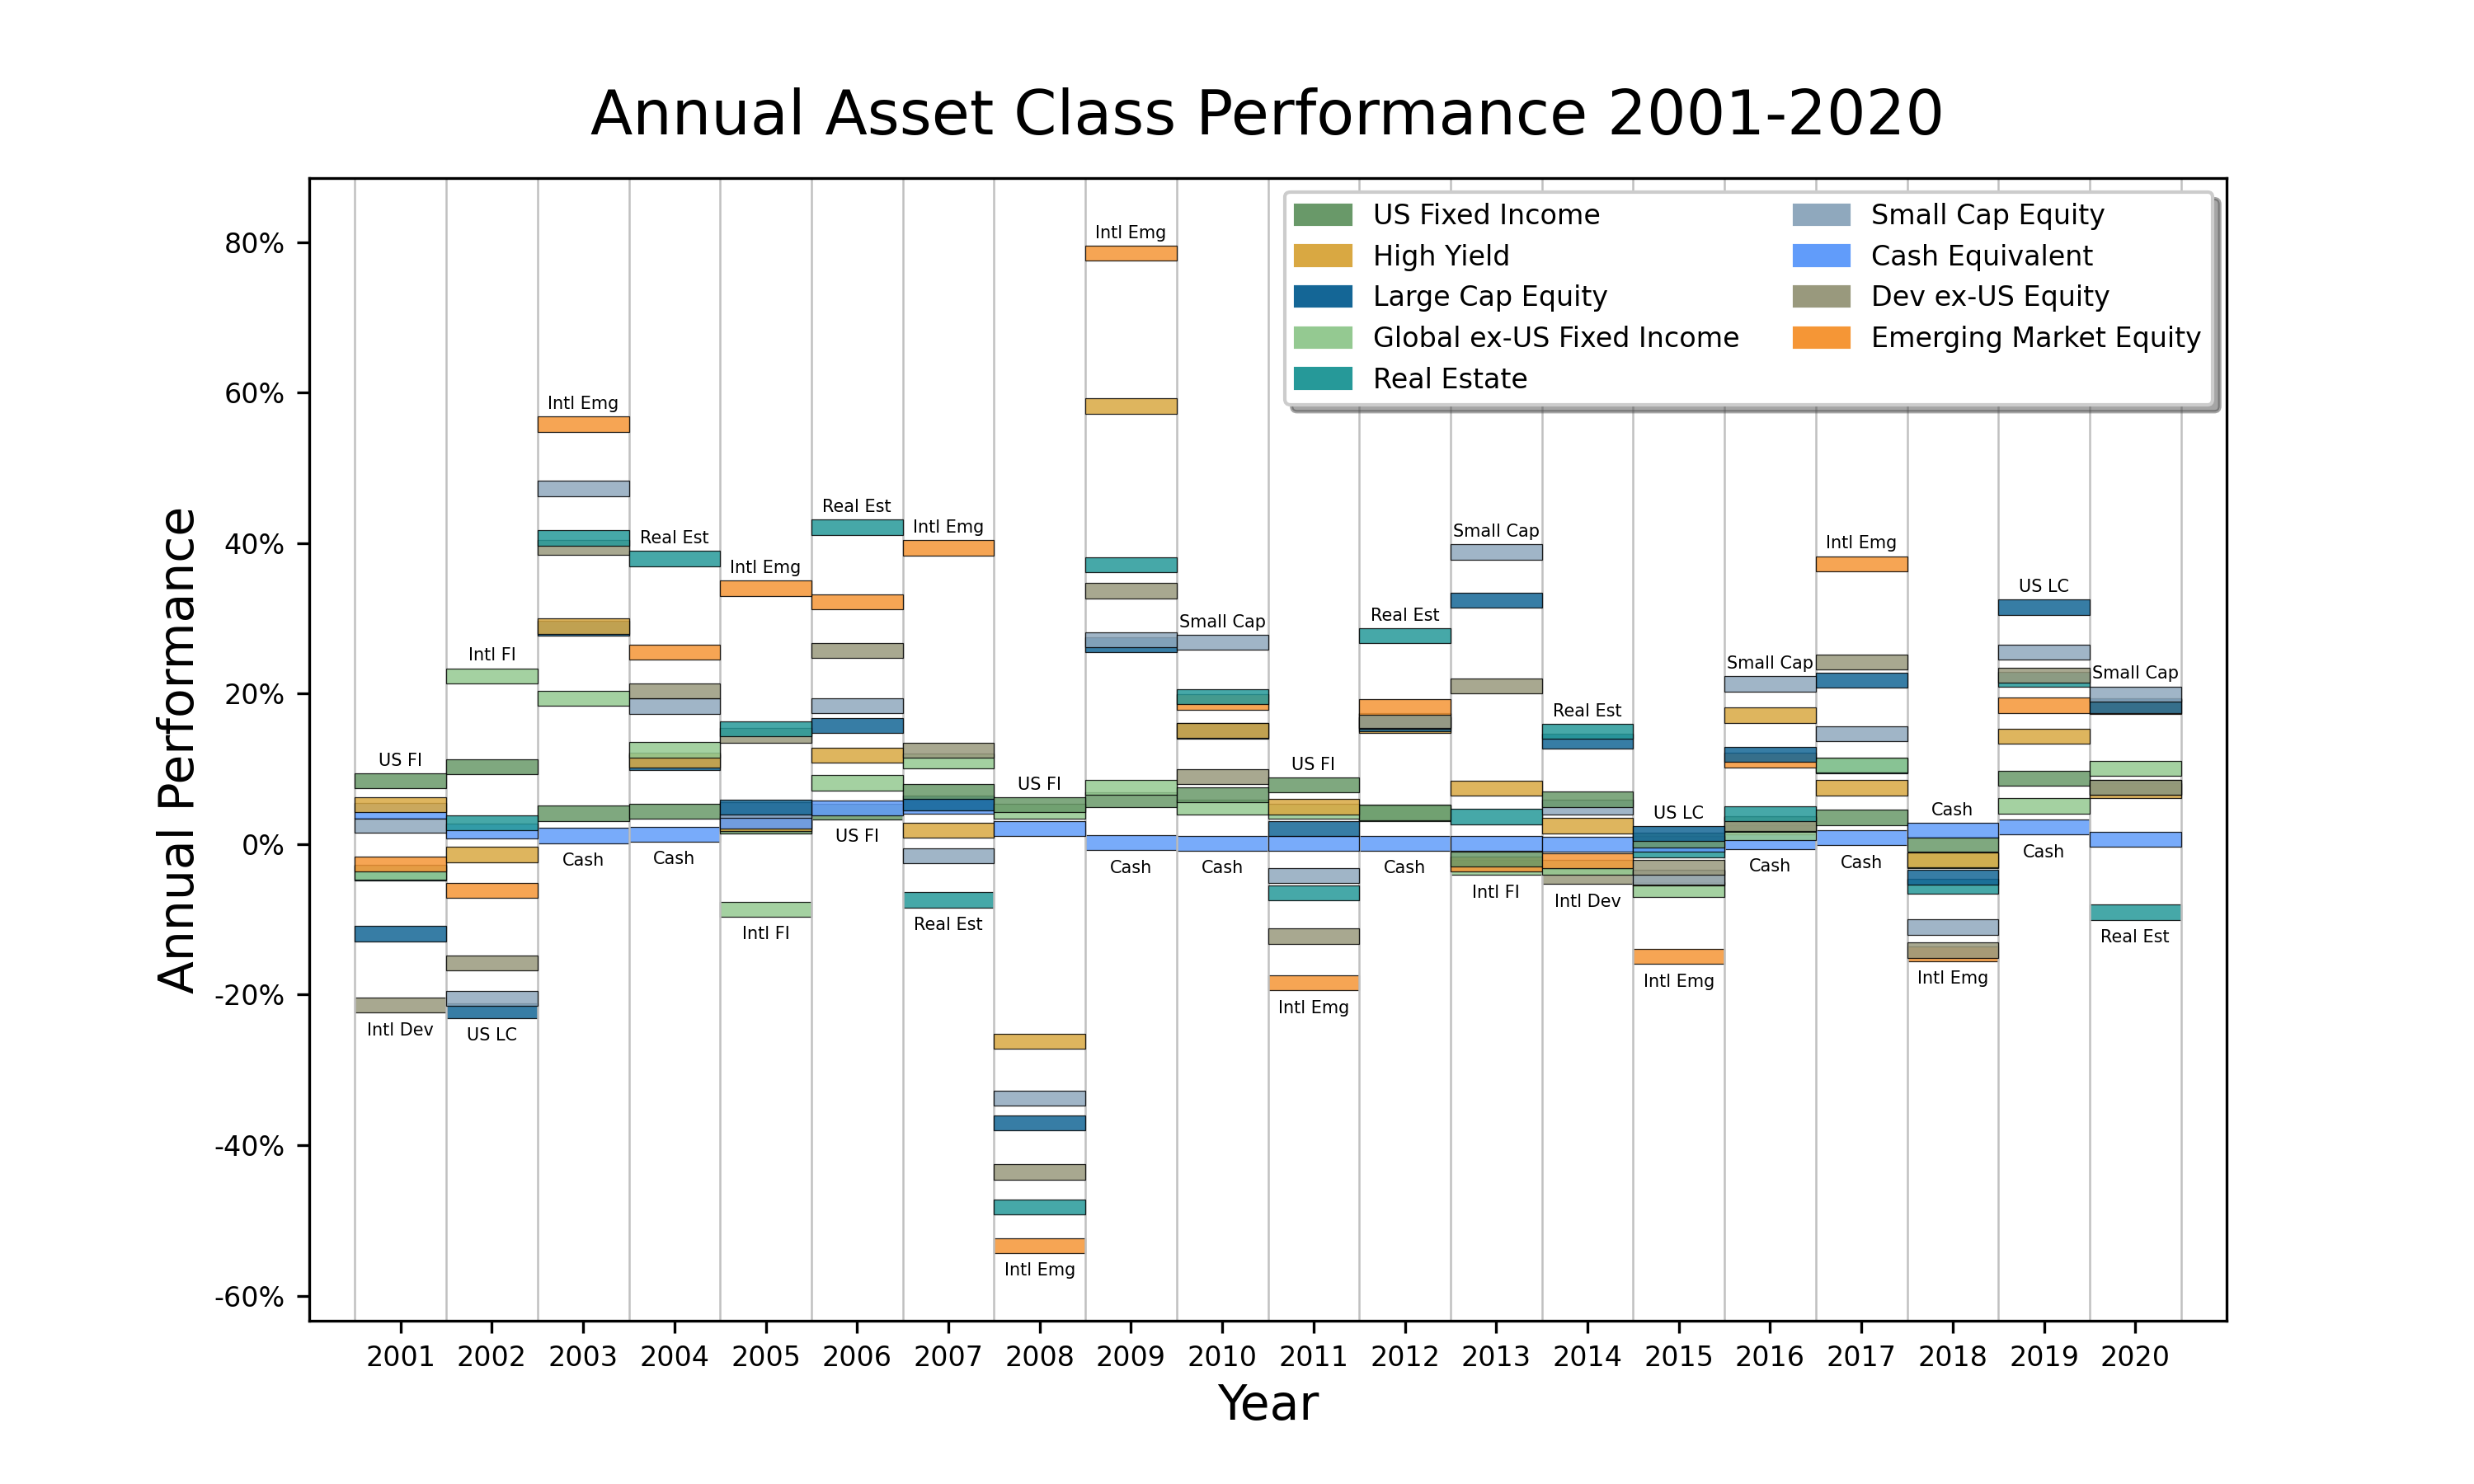 Annual Asset Class Performance 2001-2020
US Fixed Income
High Yield
Large Cap Equity
Global ex-US Fixed Income
Real Estate
Small Cap Equity
Cash Equivalent
Dev ex-US Equity
Emerging Market Equity
Annual Performance
80%
60%
40%
20%
0%
-20%
-40%
-60%
US FI
Intl Dev
Intl FI
US LC
Intl Emg
Cash
Real Est
Cash
Intl Emg
Intl FI
Real Est
US FI
Intl Emg
Real Est
US FI
Intl Emg
Intl Emg
Cash
Small Cap
Cash
US FI
Intl Emg
Real Est
Cash
Small Cap
Intl FI
Real Est
Intl Dev
US LC
Intl Emg
Small Cap
Cash
Intl Emg
Cash
Cash
Intl Emg
US LC
Cash
Small Cap
Real Est
2001 2002 2003 2004 2005 2006 2007 2008 2009 2010 2011 2012 2013 2014 2015 2016 2017 2018 2019 2020
Year